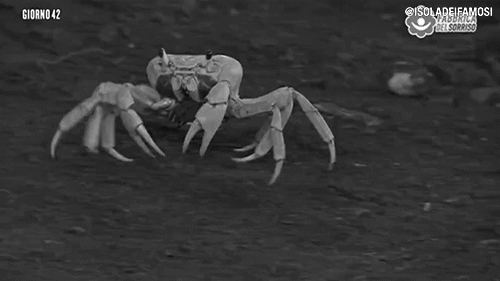 GIORNO 42
@ISOLADEIFAMOSI
FABBRICA
DEL SORRISO